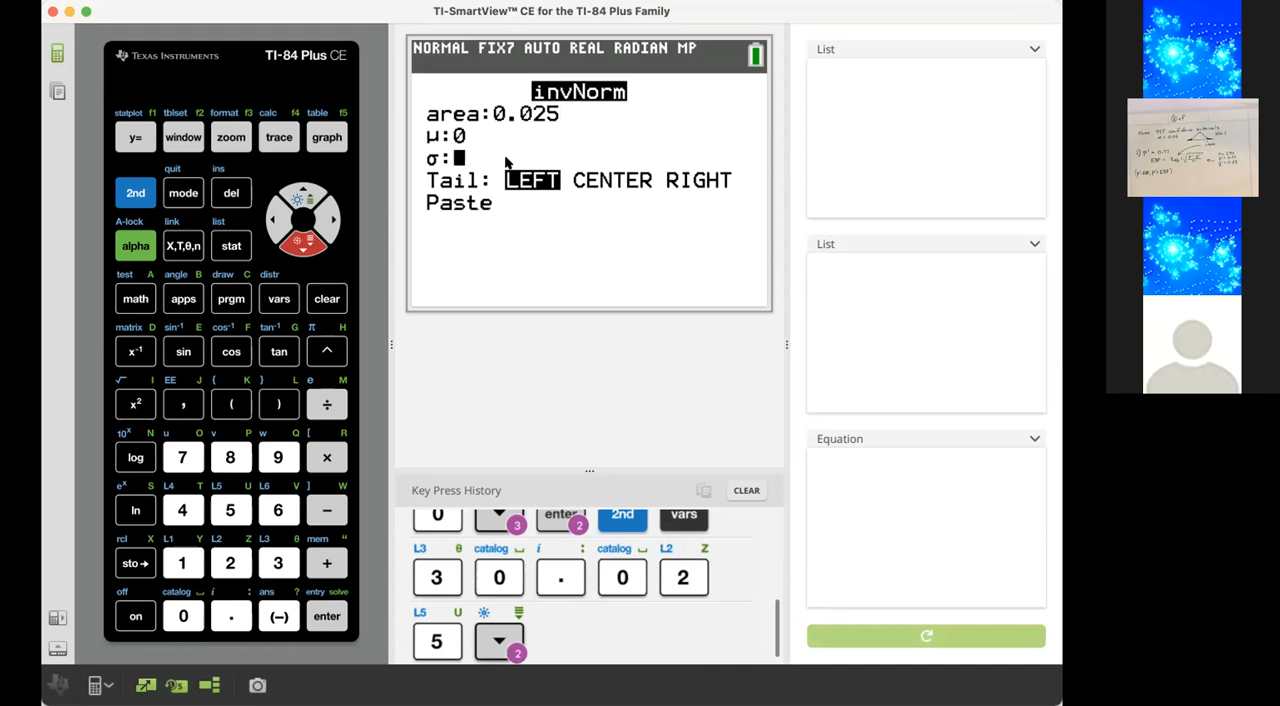 TI-SmartView™ CE for the TI-84 Plus Family
TEXAS INSTRUMENTS TI-84 Plus CE
statplot f1 tblset f2 format f3 calc f4 table f5
y= window zoom trace graph
quit ins
2nd mode del
A-lock link list
alpha X,T,θ,n stat
test A angle B draw C distr
math apps prgm vars clear
matrix D sin⁻¹ E cos⁻¹ F tan⁻¹ G π H
x⁻¹ sin cos tan ^
√ I EE J { K } L e M
x² , ( ) ÷
10ˣ N u O v P w Q [ R
log 7 8 9 ×
eˣ S L4 T L5 U L6 V ] W
ln 4 5 6 −
rcl X L1 Y L2 Z L3 θ mem "
sto→ 1 2 3 +
off catalog ⎵ i : ans ? entry solve
on 0 . (−) enter
NORMAL FIX7 AUTO REAL RADIAN MP
invNorm
area:0.025
μ:0
σ:
Tail: LEFT CENTER RIGHT
Paste
Key Press History CLEAR
0 3 enter 2 2nd vars
L3 θ catalog ⎵ i : catalog ⎵ L2 Z
3 0 . 0 2
L5 U
5 2
List
List
Equation